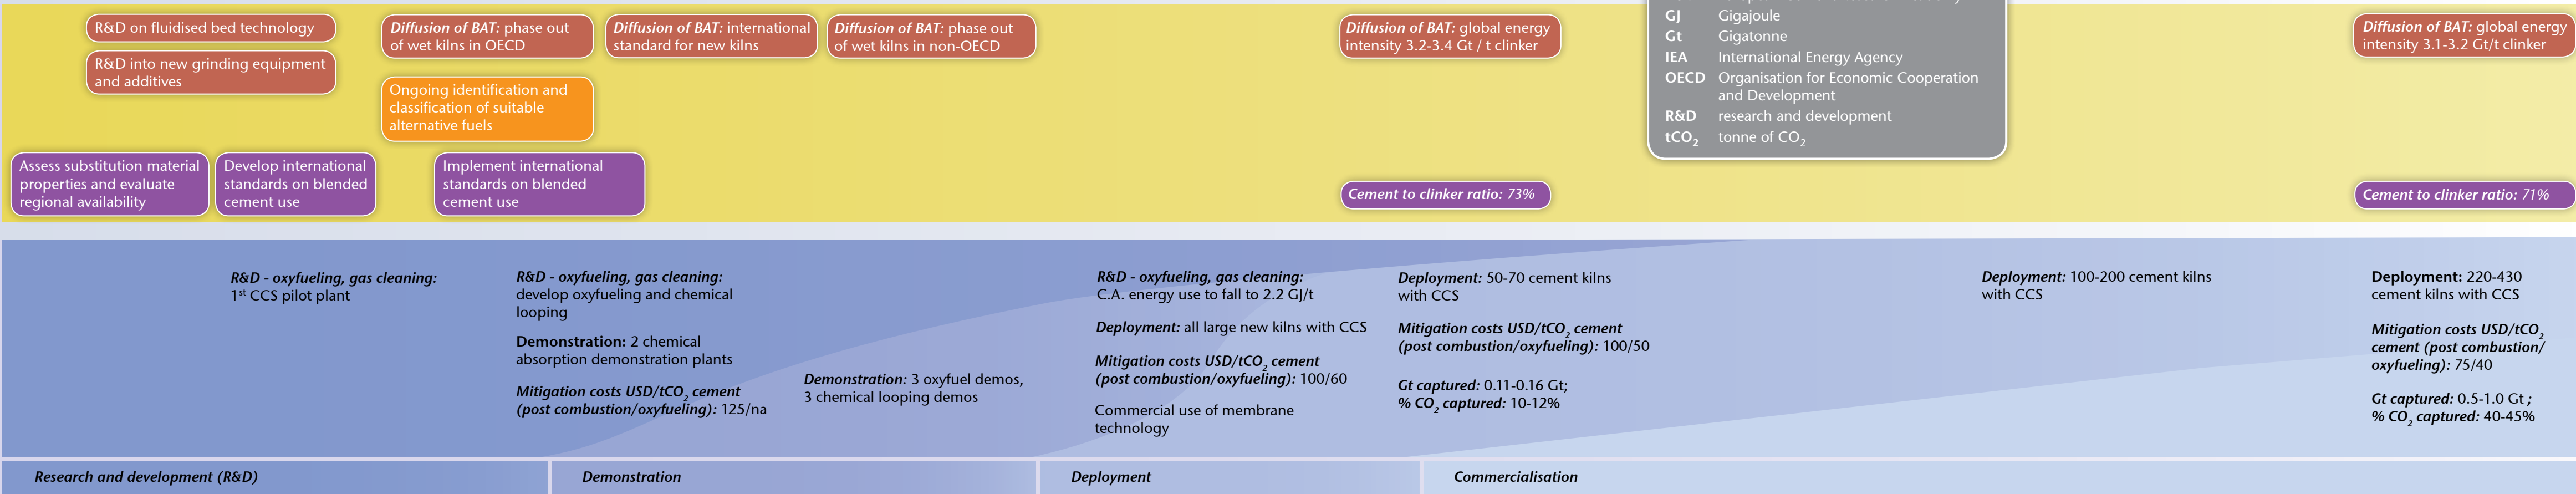 R&D on fluidised bed technology
R&D into new grinding equipment
and additives
Diffusion of BAT: phase out
of wet kilns in OECD
Diffusion of BAT: international
standard for new kilns
Diffusion of BAT: phase out
of wet kilns in non-OECD
Ongoing identification and
classification of suitable
alternative fuels
Diffusion of BAT: global energy
intensity 3.2-3.4 Gt / t clinker
GJ Gigajoule
Gt Gigatonne
IEA International Energy Agency
OECD Organisation for Economic Cooperation
and Development
R&D research and development
tCO2 tonne of CO2
Diffusion of BAT: global energy
intensity 3.1-3.2 Gt/t clinker
Assess substitution material
properties and evaluate
regional availability
Develop international
standards on blended
cement use
Implement international
standards on blended
cement use
Cement to clinker ratio: 73%
Cement to clinker ratio: 71%
R&D - oxyfueling, gas cleaning:
1st CCS pilot plant
R&D - oxyfueling, gas cleaning:
develop oxyfueling and chemical
looping
Demonstration: 2 chemical
absorption demonstration plants
Mitigation costs USD/tCO2 cement
(post combustion/oxyfueling): 125/na
Demonstration: 3 oxyfuel demos,
3 chemical looping demos
R&D - oxyfueling, gas cleaning:
C.A. energy use to fall to 2.2 GJ/t
Deployment: all large new kilns with CCS
Mitigation costs USD/tCO2 cement
(post combustion/oxyfueling): 100/60
Commercial use of membrane
technology
Deployment: 50-70 cement kilns
with CCS
Mitigation costs USD/tCO2 cement
(post combustion/oxyfueling): 100/50
Gt captured: 0.11-0.16 Gt;
% CO2 captured: 10-12%
Deployment: 100-200 cement kilns
with CCS
Deployment: 220-430
cement kilns with CCS
Mitigation costs USD/tCO2
cement (post combustion/
oxyfueling): 75/40
Gt captured: 0.5-1.0 Gt ;
% CO2 captured: 40-45%
Research and development (R&D)
Demonstration
Deployment
Commercialisation